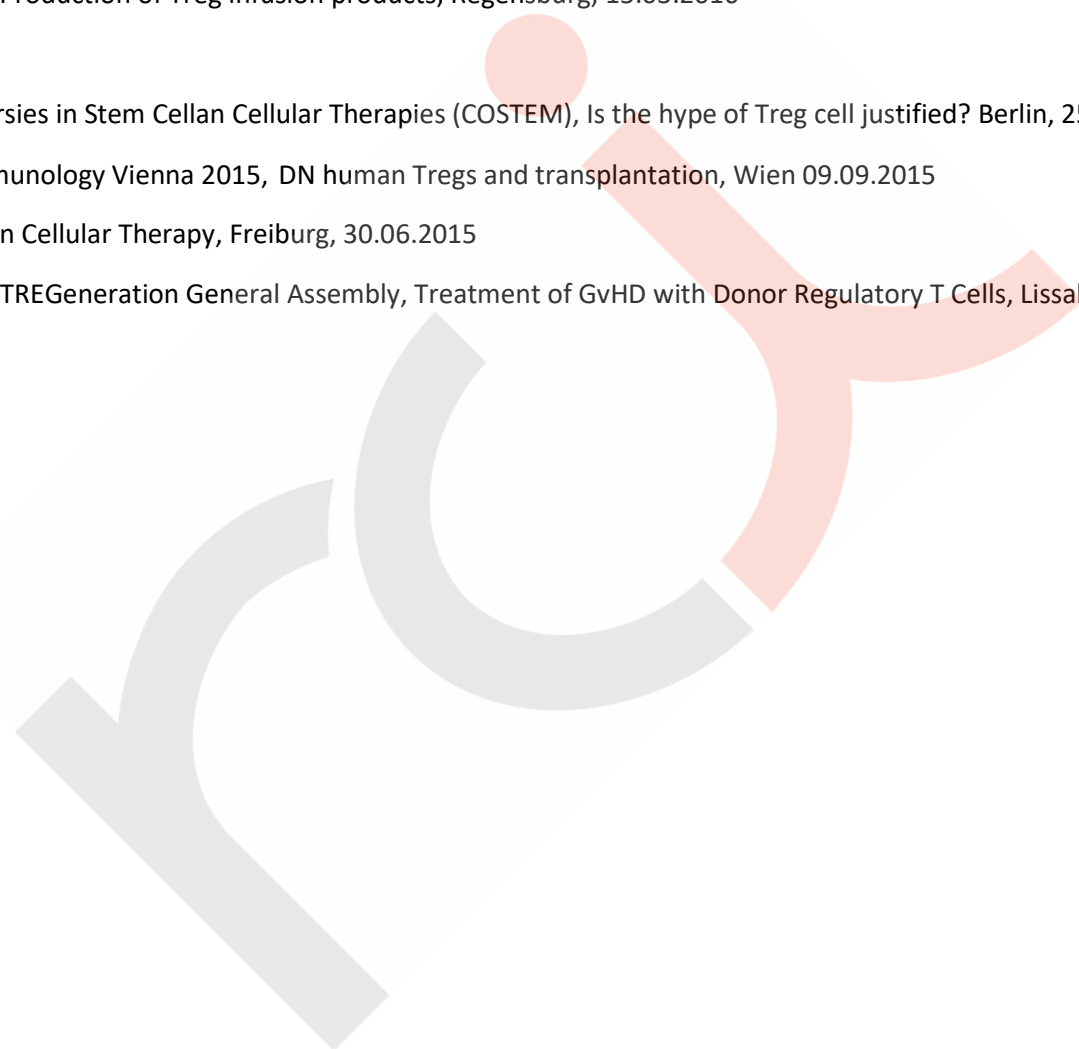 Production of Treg infusion products, Regensburg,
rsies in Stem Cellan Cellular Therapies (COSTEM), Is the hype of Treg cell justified? Berlin, 25
munology Vienna 2015, DN human Tregs and transplantation, Wien 09.09.2015
n Cellular Therapy, Freiburg, 30.06.2015
TREGeneration General Assembly, Treatment of GvHD with Donor Regulatory T Cells, Lissa
rci